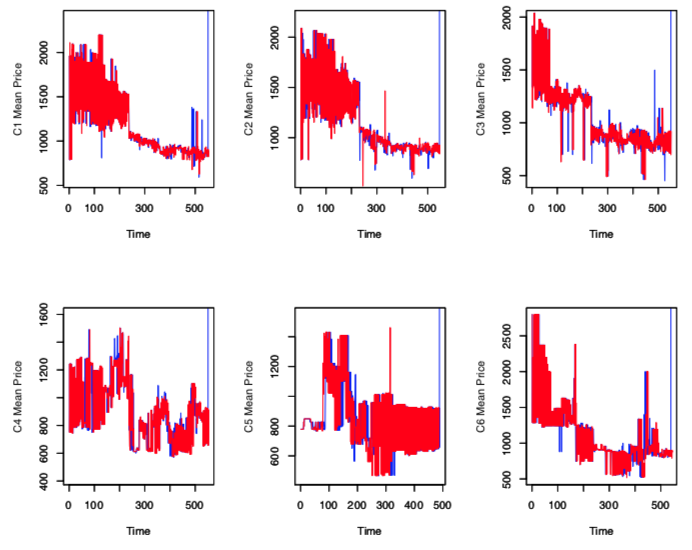 C1 Mean Price
500 1000 1500 2000
0 100 300 500
Time
C2 Mean Price
1000 1500 2000
0 100 300 500
Time
C3 Mean Price
500 1000 1500 2000
0 100 300 500
Time
C4 Mean Price
400 600 800 1000 1200 1600
0 100 300 500
Time
C5 Mean Price
600 800 1200
0 100 200 300 400 500
Time
C6 Mean Price
500 1000 1500 2000 2500
0 100 300 500
Time